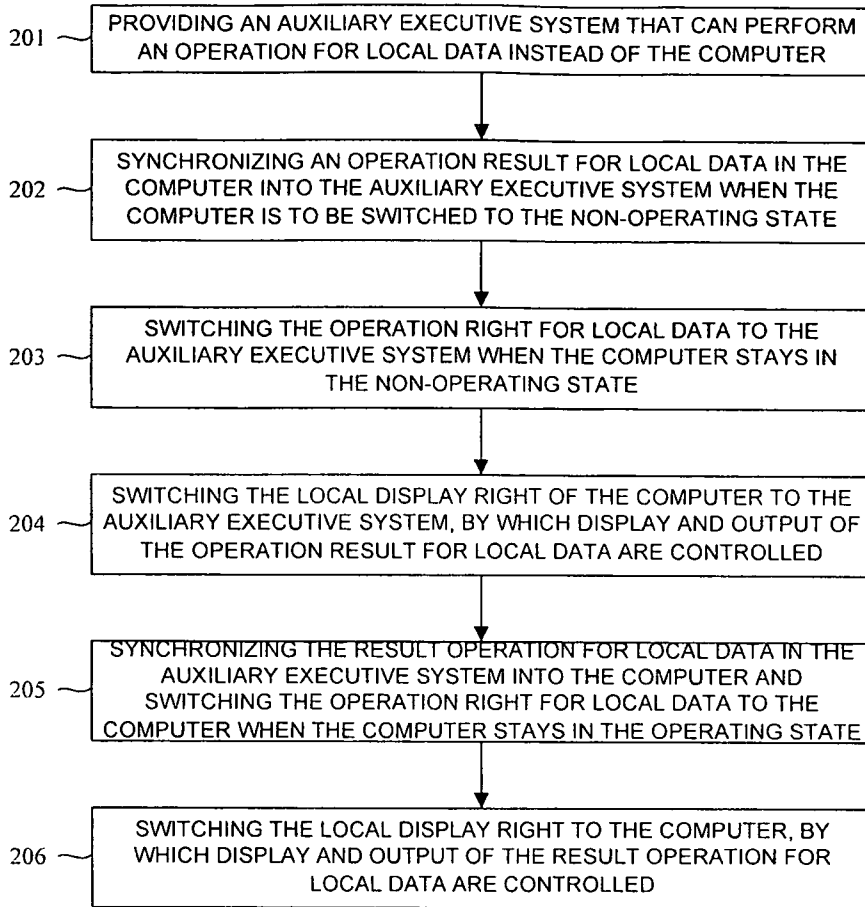 201
PROVIDING AN AUXILIARY EXECUTIVE SYSTEM THAT CAN PERFORM
AN OPERATION FOR LOCAL DATA INSTEAD OF THE COMPUTER
202
SYNCHRONIZING AN OPERATION RESULT FOR LOCAL DATA IN THE
COMPUTER INTO THE AUXILIARY EXECUTIVE SYSTEM WHEN THE
COMPUTER IS TO BE SWITCHED TO THE NON-OPERATING STATE
203
SWITCHING THE OPERATION RIGHT FOR LOCAL DATA TO THE
AUXILIARY EXECUTIVE SYSTEM WHEN THE COMPUTER STAYS IN
THE NON-OPERATING STATE
204
SWITCHING THE LOCAL DISPLAY RIGHT OF THE COMPUTER TO THE
AUXILIARY EXECUTIVE SYSTEM, BY WHICH DISPLAY AND OUTPUT OF
THE OPERATION RESULT FOR LOCAL DATA ARE CONTROLLED
205
SYNCHRONIZING THE RESULT OPERATION FOR LOCAL DATA IN THE
AUXILIARY EXECUTIVE SYSTEM INTO THE COMPUTER AND
SWITCHING THE OPERATION RIGHT FOR LOCAL DATA TO THE
COMPUTER WHEN THE COMPUTER STAYS IN THE OPERATING STATE
206
SWITCHING THE LOCAL DISPLAY RIGHT TO THE COMPUTER, BY
WHICH DISPLAY AND OUTPUT OF THE RESULT OPERATION FOR
LOCAL DATA ARE CONTROLLED